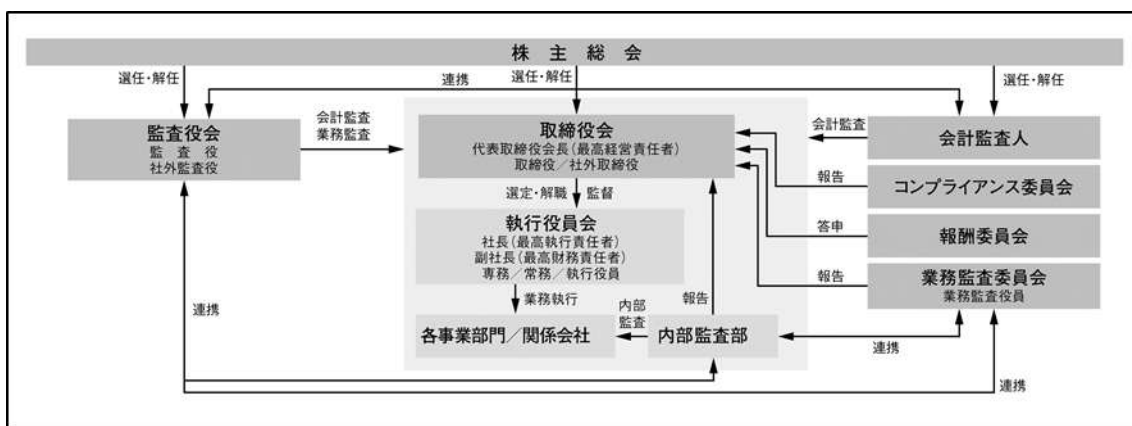 株主総会
選任・解任
連携
選任・解任
選任・解任
監査役会
監査役
社外監査役
会計監査
業務監査
取締役会
代表取締役会長(最高経営責任者)
取締役/社外取締役
会計監査
会計監査人
報告
コンプライアンス委員会
選定・解職
監督
執行役員会
社長(最高執行責任者)
副社長(最高財務責任者)
専務/常務/執行役員
答申
報酬委員会
報告
業務監査委員会
業務監査役員
連携
業務執行
内部
監査
報告
各事業部門/関係会社
内部監査部
連携
連携